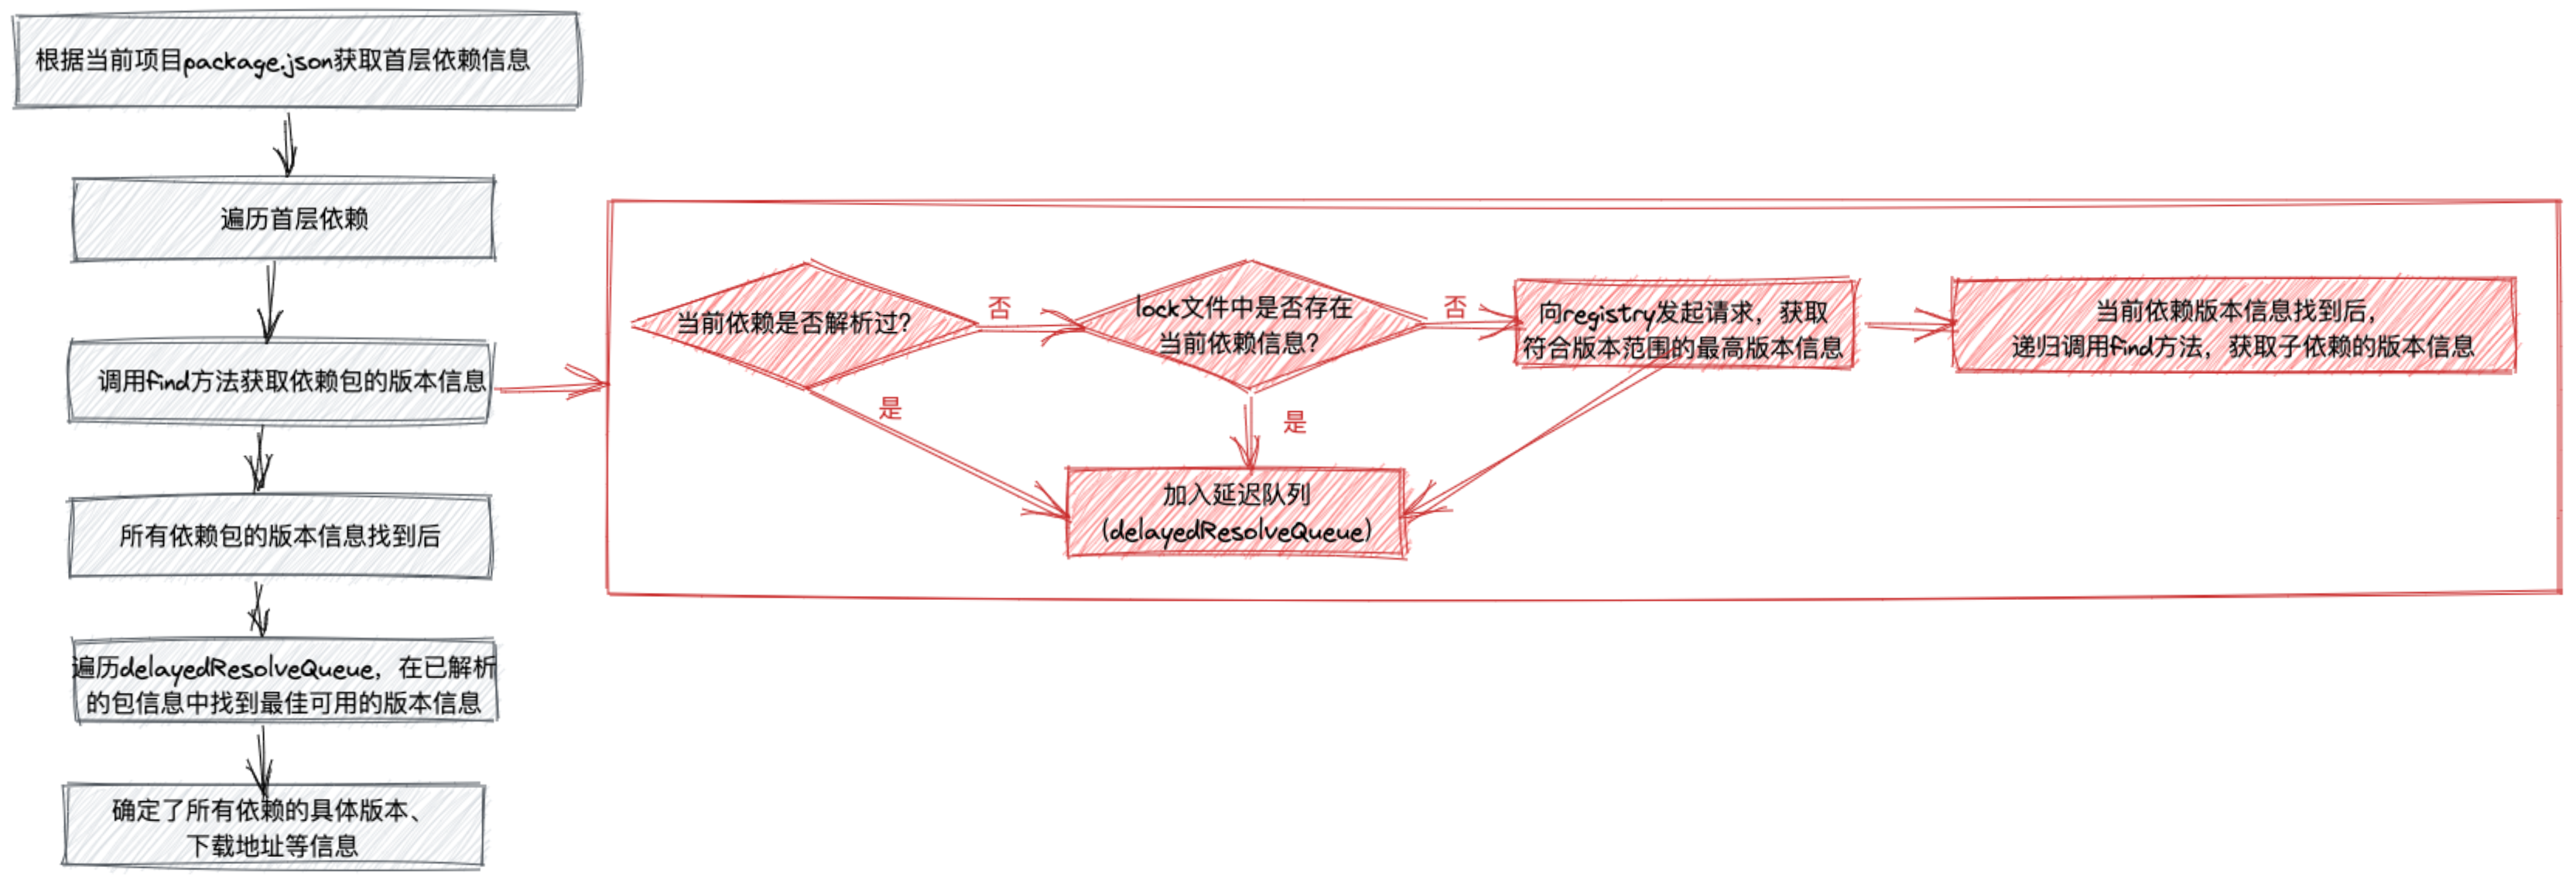 根据当前项目package.json获取首层依赖信息
遍历首层依赖
调用find方法获取依赖包的版本信息
所有依赖包的版本信息找到后
遍历delayedResolveQueue，在已解析
的包信息中找到最佳可用的版本信息
确定了所有依赖的具体版本、
下载地址等信息
当前依赖是否解析过？
否
是
lock文件中是否存在
当前依赖信息？
否
是
向registry发起请求，获取
符合版本范围的最高版本信息
当前依赖版本信息找到后，
递归调用find方法，获取子依赖的版本信息
加入延迟队列
(delayedResolveQueue)